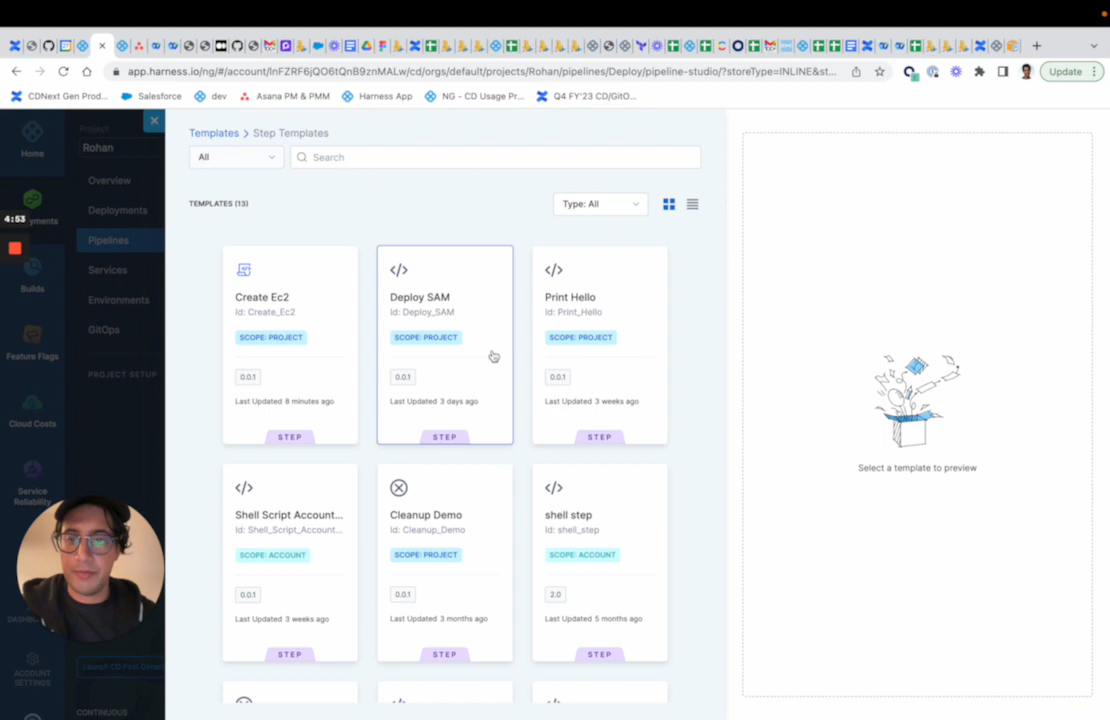 app.harness.io/ng/#/account/lnFZRF6jQO6tQnB9znMALw/cd/orgs/default/projects/Rohan/pipelines/Deploy/pipeline-studio/?storeType=INLINE&st...
Update
CDNext Gen Prod...
Salesforce
dev
Asana PM & PMM
Harness App
NG - CD Usage Pr...
Q4 FY'23 CD/GitO...
Home
4:53
yments
Builds
Feature Flags
Cloud Costs
Service
Reliability
DASHB
ACCOUNT
SETTINGS
Project
Rohan
Overview
Deployments
Pipelines
Services
Environments
GitOps
PROJECT SETUP
Launch CD First Gener
CONTINUOUS
Templates > Step Templates
All
Search
TEMPLATES (13)
Type: All
Create Ec2
Id: Create_Ec2
SCOPE: PROJECT
0.0.1
Last Updated 8 minutes ago
STEP
Deploy SAM
Id: Deploy_SAM
SCOPE: PROJECT
0.0.1
Last Updated 3 days ago
STEP
Print Hello
Id: Print_Hello
SCOPE: PROJECT
0.0.1
Last Updated 3 weeks ago
STEP
Shell Script Account...
Id: Shell_Script_Account...
SCOPE: ACCOUNT
0.0.1
Last Updated 3 weeks ago
STEP
Cleanup Demo
Id: Cleanup_Demo
SCOPE: PROJECT
0.0.1
Last Updated 3 months ago
STEP
shell step
Id: shell_step
SCOPE: ACCOUNT
2.0
Last Updated 5 months ago
STEP
Select a template to preview